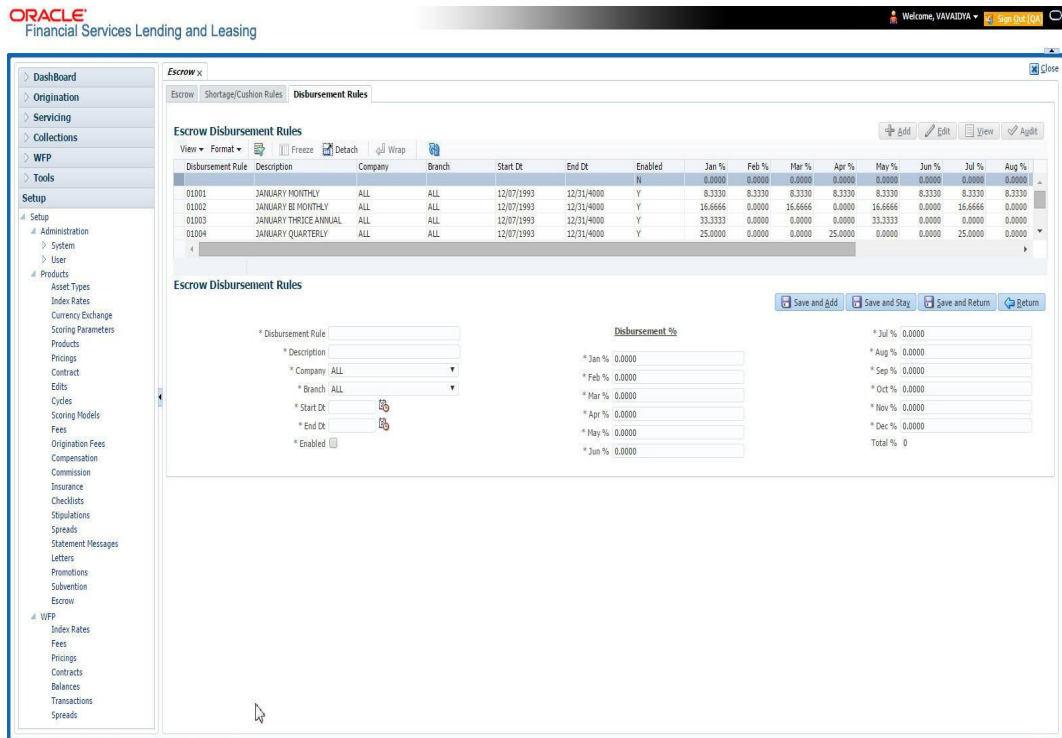 ORACLE
Financial Services Lending and Leasing
Welcome, VAVAIDYA
Sign Out [QA]
Close
DashBoard
Origination
Servicing
Collections
WFP
Tools
Setup
Setup
Administration
System
User
Products
Asset Types
Index Rates
Currency Exchange
Scoring Parameters
Products
Pricings
Contract
Edits
Cycles
Scoring Models
Fees
Origination Fees
Compensation
Commission
Insurance
Checklists
Stipulations
Spreads
Statement Messages
Letters
Promotions
Subvention
Escrow
WFP
Index Rates
Fees
Pricings
Contracts
Balances
Transactions
Spreads
Escrow x
Escrow Shortage/Cushion Rules Disbursement Rules
Escrow Disbursement Rules
Add Edit View Audit
View Format Freeze Detach Wrap
Disbursement Rule Description Company Branch Start Dt End Dt Enabled Jan % Feb % Mar % Apr % May % Jun % Jul % Aug %
N 0.0000 0.0000 0.0000 0.0000 0.0000 0.0000 0.0000 0.0000
01001 JANUARY MONTHLY ALL ALL 12/07/1993 12/31/4000 Y 8.3330 8.3330 8.3330 8.3330 8.3330 8.3330 8.3330 8.3330
01002 JANUARY BI MONTHLY ALL ALL 12/07/1993 12/31/4000 Y 16.6666 0.0000 16.6666 0.0000 16.6666 0.0000 16.6666 0.0000
01003 JANUARY THRICE ANNUAL ALL ALL 12/07/1993 12/31/4000 Y 33.3333 0.0000 0.0000 0.0000 33.3333 0.0000 0.0000 0.0000
01004 JANUARY QUARTERLY ALL ALL 12/07/1993 12/31/4000 Y 25.0000 0.0000 0.0000 25.0000 0.0000 0.0000 25.0000 0.0000
Escrow Disbursement Rules
Save and Add Save and Stay Save and Return Return
* Disbursement Rule
* Description
* Company ALL
* Branch ALL
* Start Dt
* End Dt
* Enabled
Disbursement %
* Jan % 0.0000
* Feb % 0.0000
* Mar % 0.0000
* Apr % 0.0000
* May % 0.0000
* Jun % 0.0000
* Jul % 0.0000
* Aug % 0.0000
* Sep % 0.0000
* Oct % 0.0000
* Nov % 0.0000
* Dec % 0.0000
Total % 0